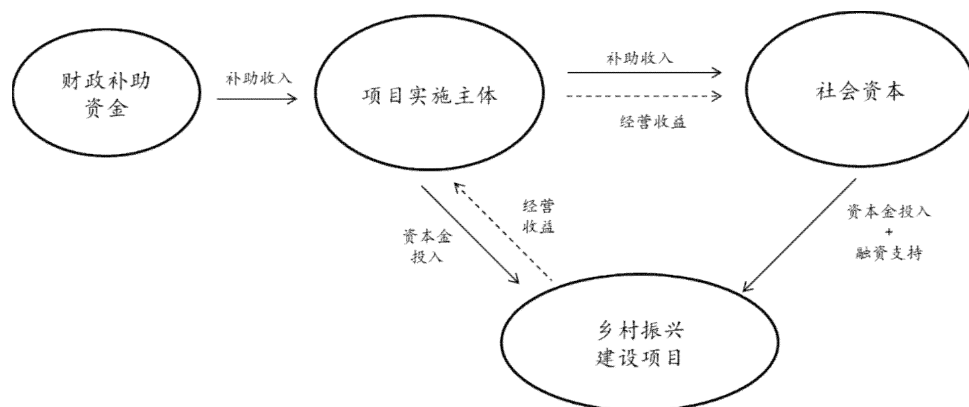 财政补助
资金
补助收入
项目实施主体
补助收入
经营收益
社会资本
资本金
投入
经营
收益
资本金投入
+
融资支持
乡村振兴
建设项目